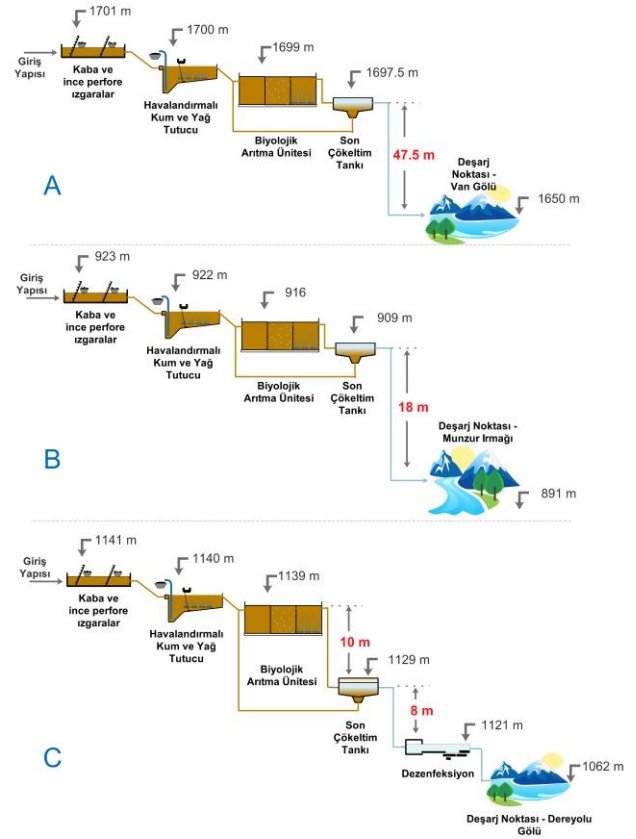 1701 m
1700 m
1699 m
1697.5 m
Giriş
Yapısı
Kaba ve
ince perfore
ızgaralar
Havalandırmalı
Kum ve Yağ
Tutucu
Biyolojik
Arıtma Ünitesi
Son
Çökeltim
Tankı
47.5 m
Deşarj
Noktası -
Van Gölü
1650 m
A
923 m
922 m
916
909 m
Giriş
Yapısı
Kaba ve
ince perfore
ızgaralar
Havalandırmalı
Kum ve Yağ
Tutucu
Biyolojik
Arıtma Ünitesi
Son
Çökeltim
Tankı
18 m
Deşarj Noktası -
Munzur Irmağı
891 m
B
1141 m
1140 m
1139 m
Giriş
Yapısı
Kaba ve
ince perfore
ızgaralar
Havalandırmalı
Kum ve Yağ
Tutucu
Biyolojik
Arıtma Ünitesi
10 m
1129 m
Son
Çökeltim
Tankı
8 m
1121 m
Dezenfeksiyon
1062 m
Deşarj Noktası - Dereyolu
Gölü
C